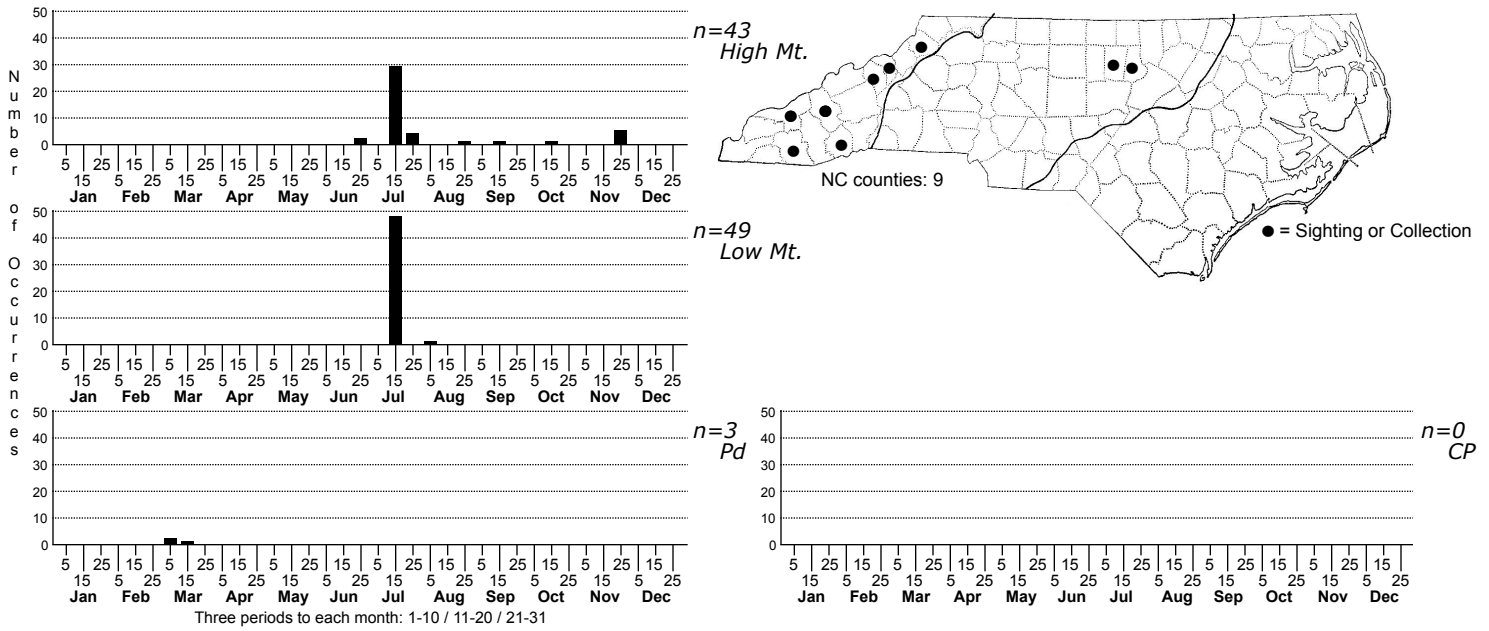 Number of Occurrences
50
40
30
20
10
0
n=43
High Mt.
5 25 15 5 25 15 5 25 15 5 25 15 5 25 15 5 25 15
15 5 25 15 5 25 15 5 25 15 5 25 15 5 25 15 5 25
Jan Feb Mar Apr May Jun Jul Aug Sep Oct Nov Dec
NC counties: 9
● = Sighting or Collection
50
40
30
20
10
0
n=49
Low Mt.
5 25 15 5 25 15 5 25 15 5 25 15 5 25 15 5 25 15
15 5 25 15 5 25 15 5 25 15 5 25 15 5 25 15 5 25
Jan Feb Mar Apr May Jun Jul Aug Sep Oct Nov Dec
50
40
30
20
10
0
n=3
Pd
5 25 15 5 25 15 5 25 15 5 25 15 5 25 15 5 25 15
15 5 25 15 5 25 15 5 25 15 5 25 15 5 25 15 5 25
Jan Feb Mar Apr May Jun Jul Aug Sep Oct Nov Dec
Three periods to each month: 1-10 / 11-20 / 21-31
50
40
30
20
10
0
n=0
CP
5 25 15 5 25 15 5 25 15 5 25 15 5 25 15 5 25 15
15 5 25 15 5 25 15 5 25 15 5 25 15 5 25 15 5 25
Jan Feb Mar Apr May Jun Jul Aug Sep Oct Nov Dec